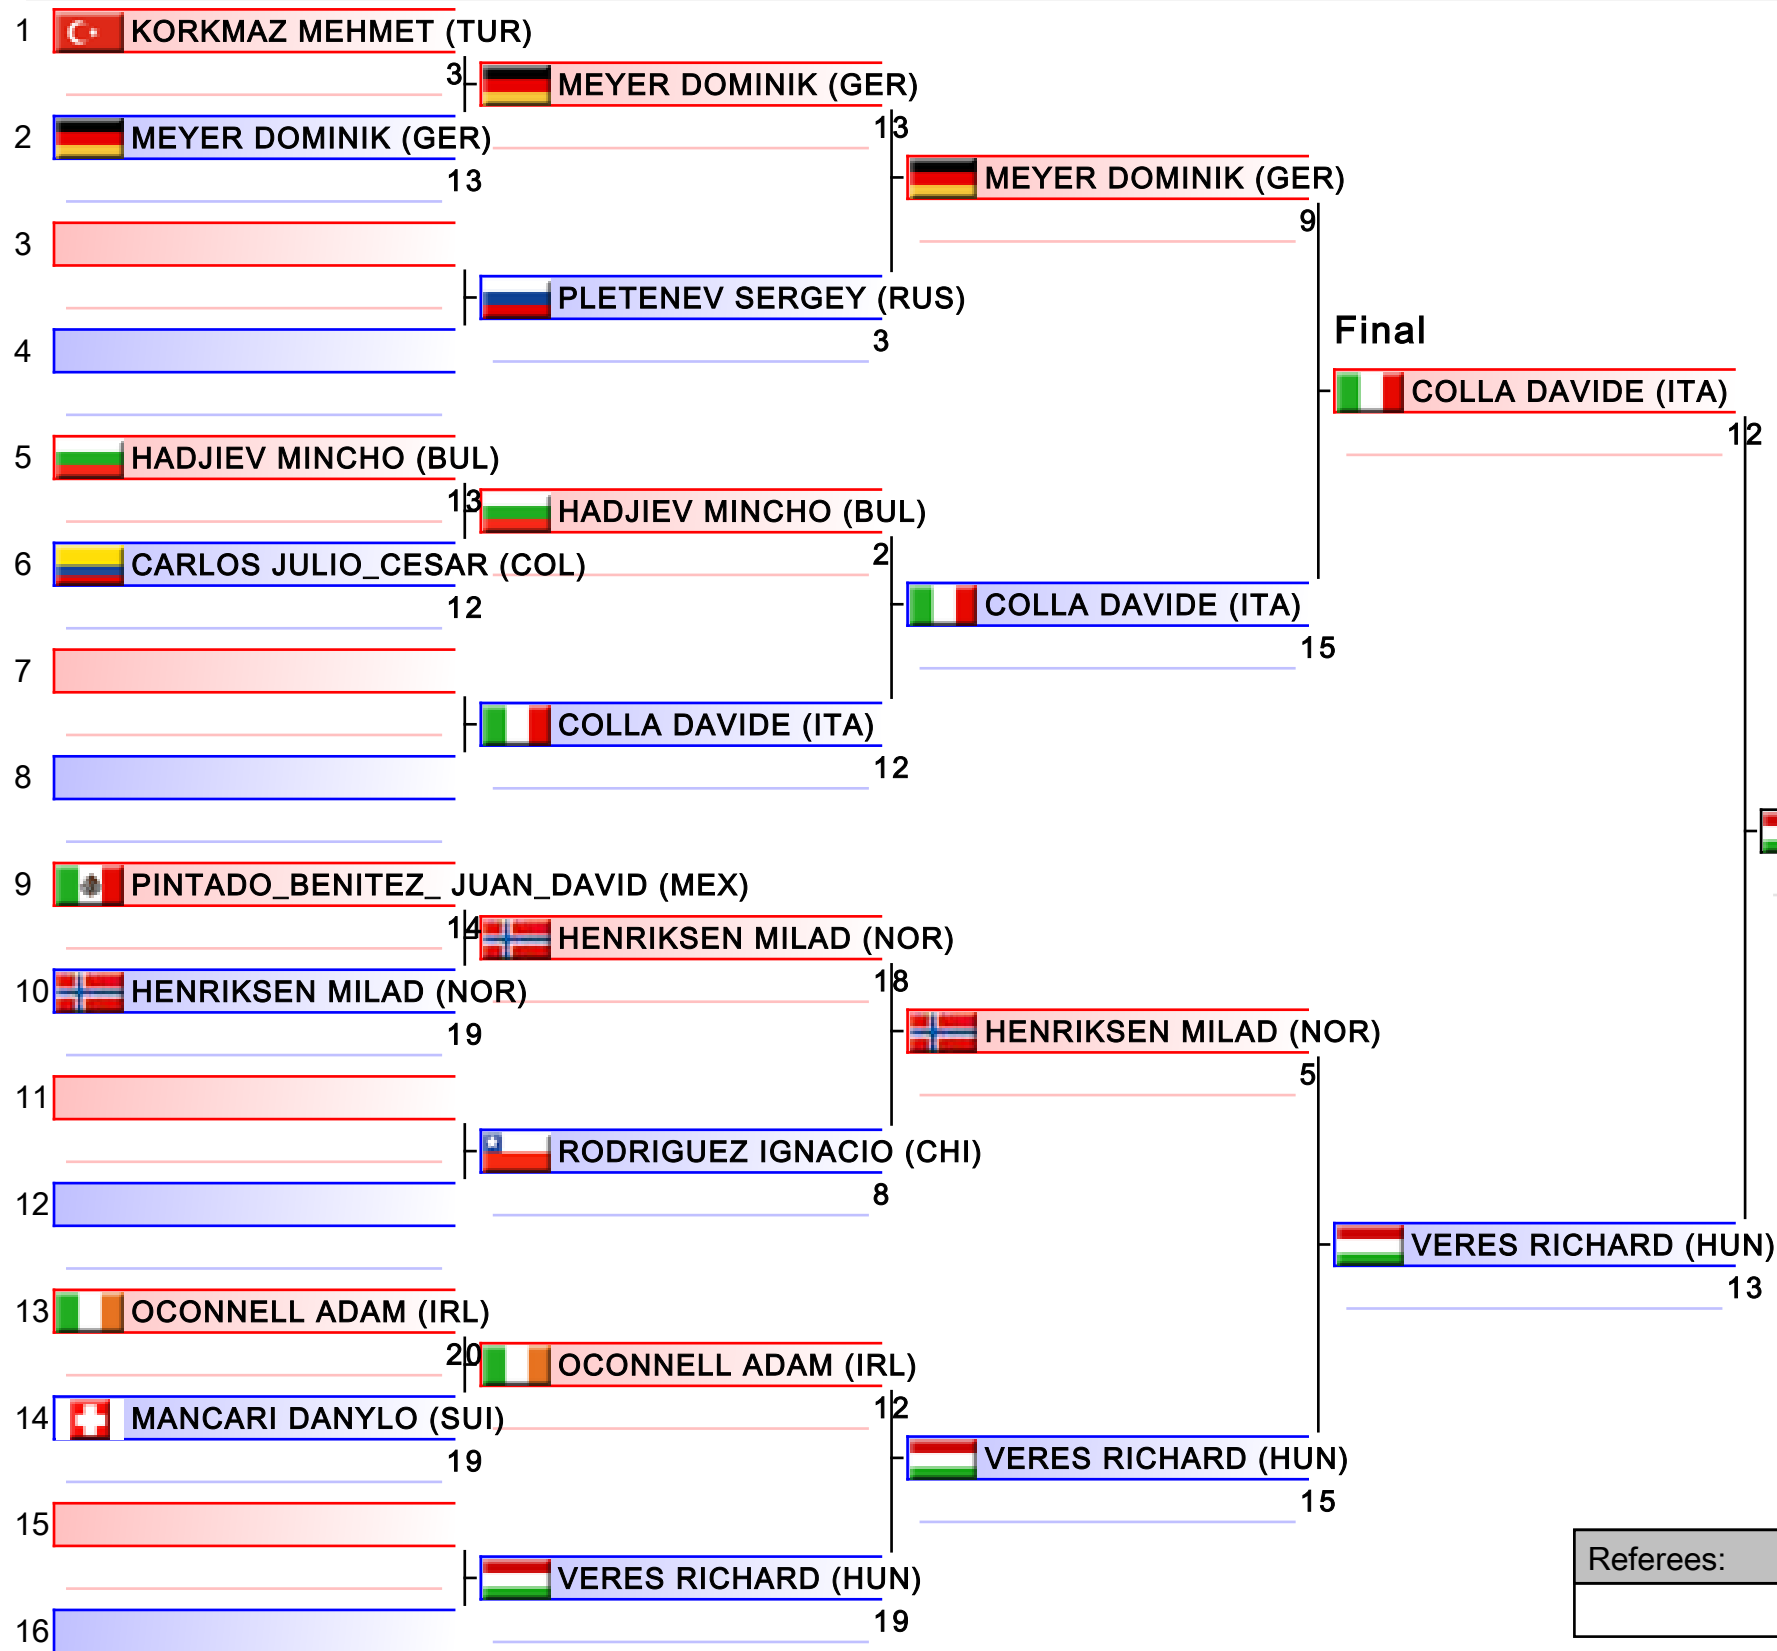 1 KORKMAZ MEHMET (TUR)
3
MEYER DOMINIK (GER)
13
2 MEYER DOMINIK (GER)
13
MEYER DOMINIK (GER)
9
3
PLETENEV SERGEY (RUS)
3
4
Final
COLLA DAVIDE (ITA)
12
5 HADJIEV MINCHO (BUL)
13
HADJIEV MINCHO (BUL)
2
6 CARLOS JULIO_CESAR (COL)
12
COLLA DAVIDE (ITA)
15
7
COLLA DAVIDE (ITA)
12
8
9 PINTADO_BENITEZ_ JUAN_DAVID (MEX)
14
HENRIKSEN MILAD (NOR)
18
10 HENRIKSEN MILAD (NOR)
19
HENRIKSEN MILAD (NOR)
5
11
RODRIGUEZ IGNACIO (CHI)
8
12
VERES RICHARD (HUN)
13
13 OCONNELL ADAM (IRL)
20
OCONNELL ADAM (IRL)
12
14 MANCARI DANYLO (SUI)
19
VERES RICHARD (HUN)
15
15
VERES RICHARD (HUN)
19
16
Referees: